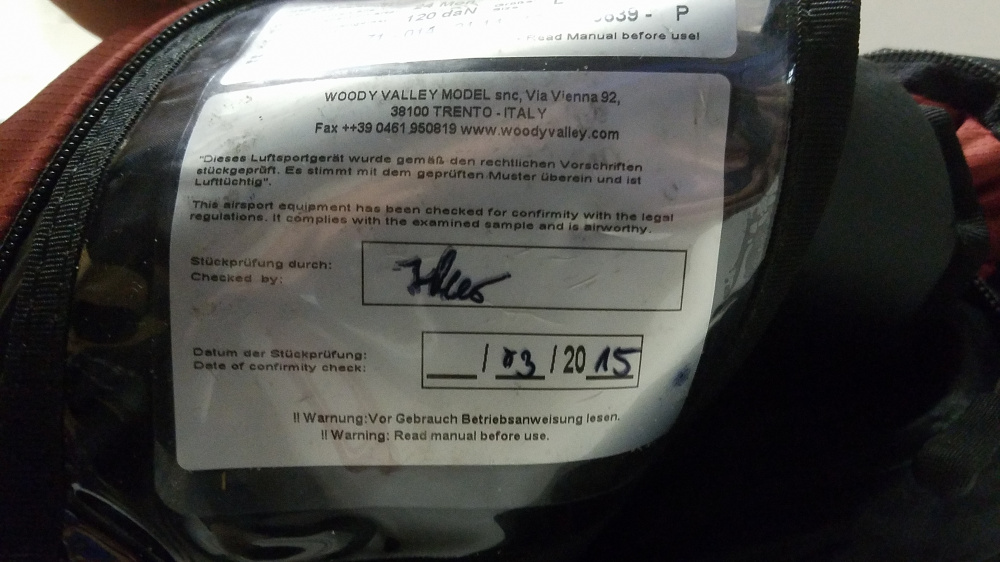 120 daN
639 - P
Read Manual before use!
WOODY VALLEY MODEL snc, Via Vienna 92,
38100 TRENTO - ITALY
Fax ++39 0461 950819 www.woodyvalley.com
"Dieses Luftsportgerät wurde gemäß den rechtlichen Vorschriften
stückgeprüft. Es stimmt mit dem geprüften Muster überein und ist
Lufttüchtig".
This airsport equipment has been checked for confirmity with the legal
regulations. It complies with the examined sample and is airworthy.
Stückprüfung durch:
Checked by:
Datum der Stückprüfung:
Date of confirmity check:
___ / 03 / 20 15
!! Warnung:Vor Gebrauch Betriebsanweisung lesen.
!! Warning: Read manual before use.